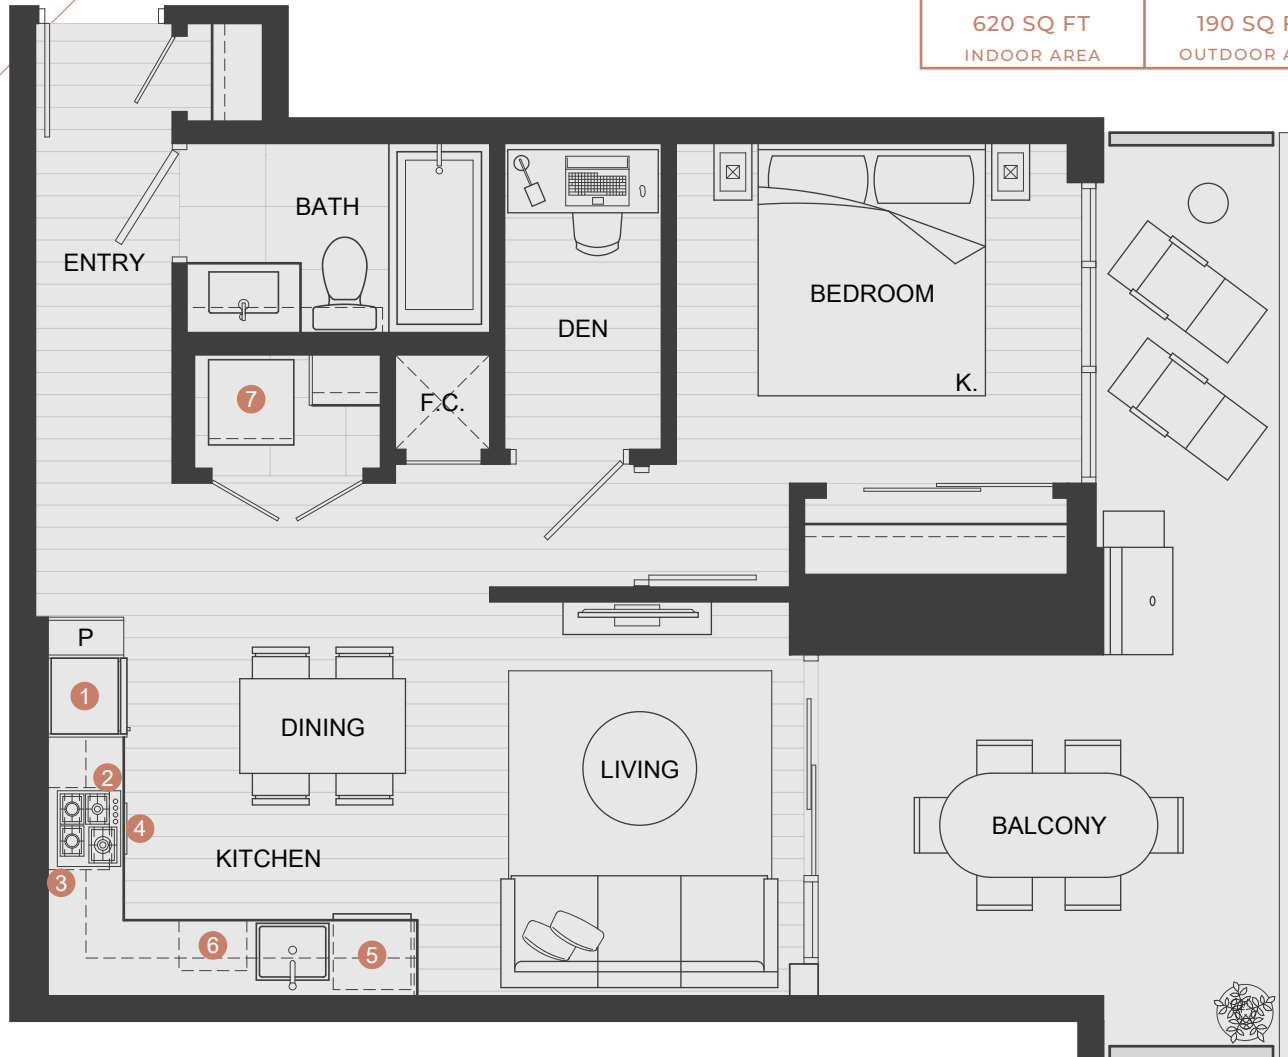 620 SQ FT
INDOOR AREA
190 SQ
OUTDOOR
BATH
ENTRY
BEDROOM
DEN
K.
7
F.C.
P
1
DINING
LIVING
2
4
BALCONY
KITCHEN
3
6
5